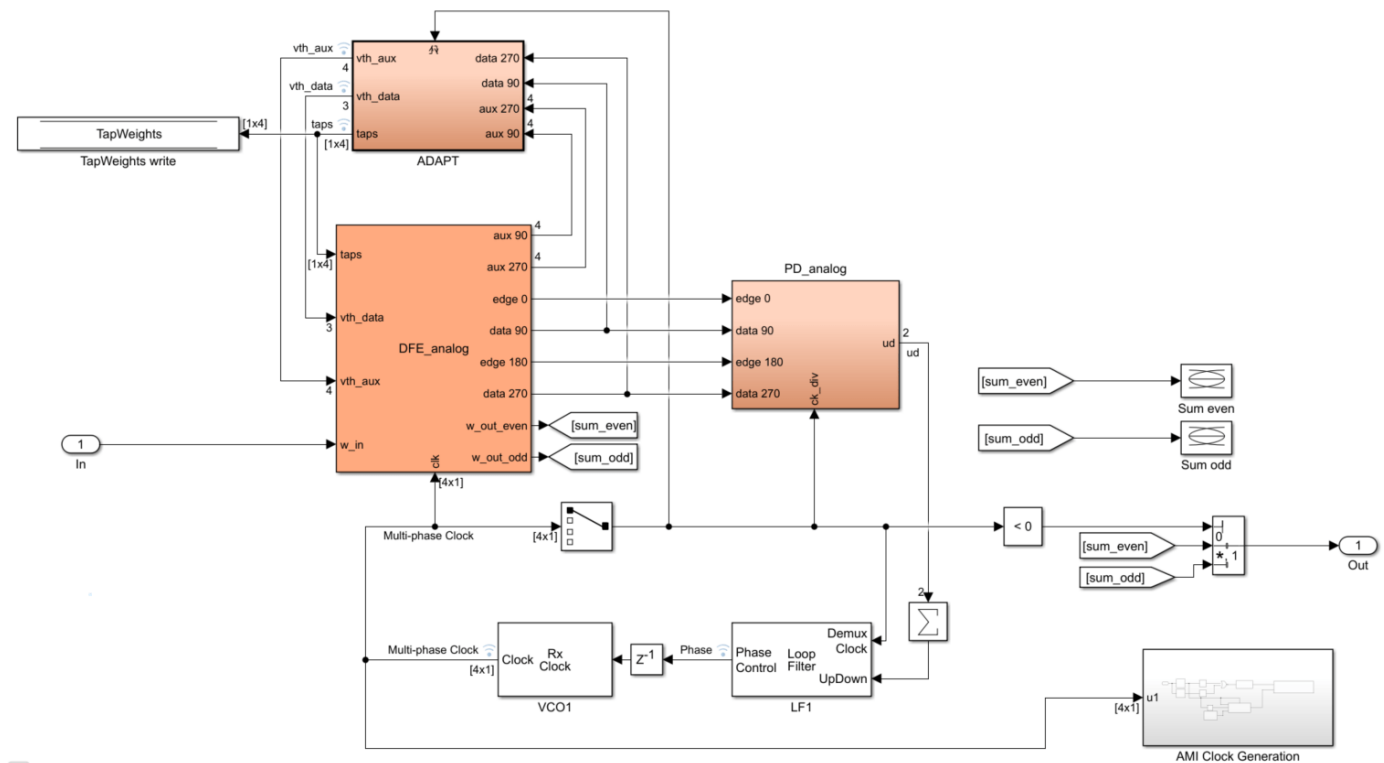 vth_aux
4
vth_aux
vth_data
3
vth_data
taps
[1x4]
taps
data 270
data 90
4
aux 270
4
aux 90
ADAPT
[1x4]
TapWeights
TapWeights write
aux 90
4
aux 270
4
taps
[1x4]
edge 0
vth_data
3
data 90
DFE_analog
edge 180
vth_aux
4
data 270
w_out_even
[sum_even]
w_in
w_out_odd
[sum_odd]
clk
[4x1]
1
In
PD_analog
edge 0
data 90
edge 180
data 270
ck_div
ud
2
ud
[sum_even]
Sum even
[sum_odd]
Sum odd
Multi-phase Clock
[4x1]
< 0
[sum_even]
[sum_odd]
0
* 1
1
Out
2
Σ
Multi-phase Clock
[4x1]
Clock
Rx
Clock
VCO1
Z-1
Phase
Phase
Control
Loop
Filter
Demux
Clock
UpDown
LF1
u1
[4x1]
AMI Clock Generation